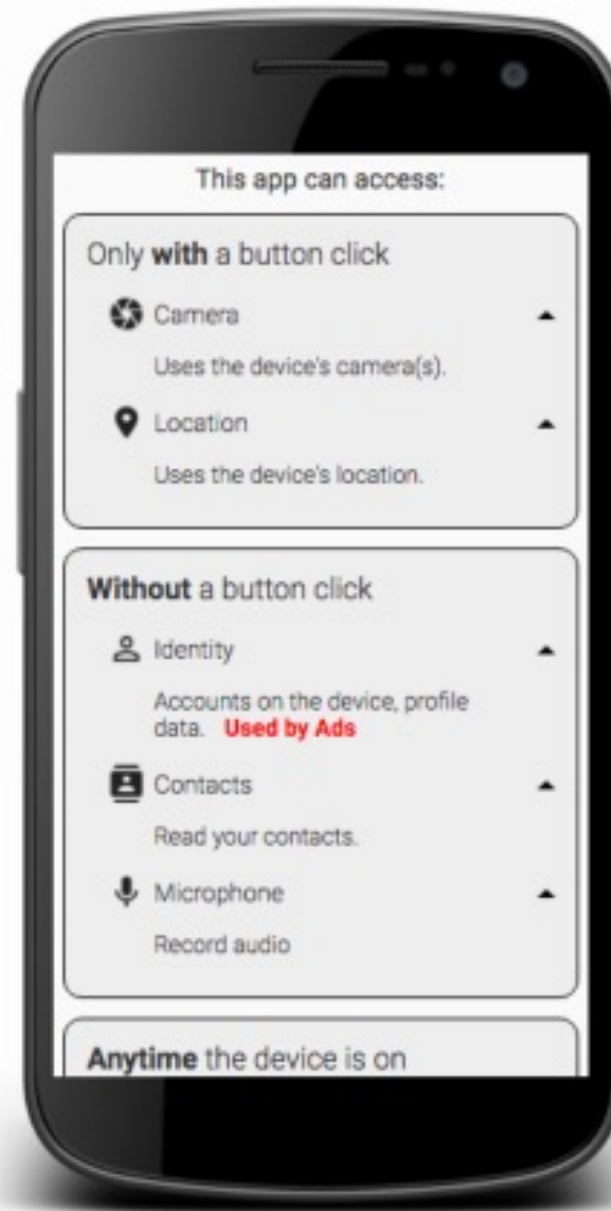 This app can access:
Only with a button click
Camera
Uses the device's camera(s).
Location
Uses the device's location.
Without a button click
Identity
Accounts on the device, profile
data. Used by Ads
Contacts
Read your contacts.
Microphone
Record audio
Anytime the device is on